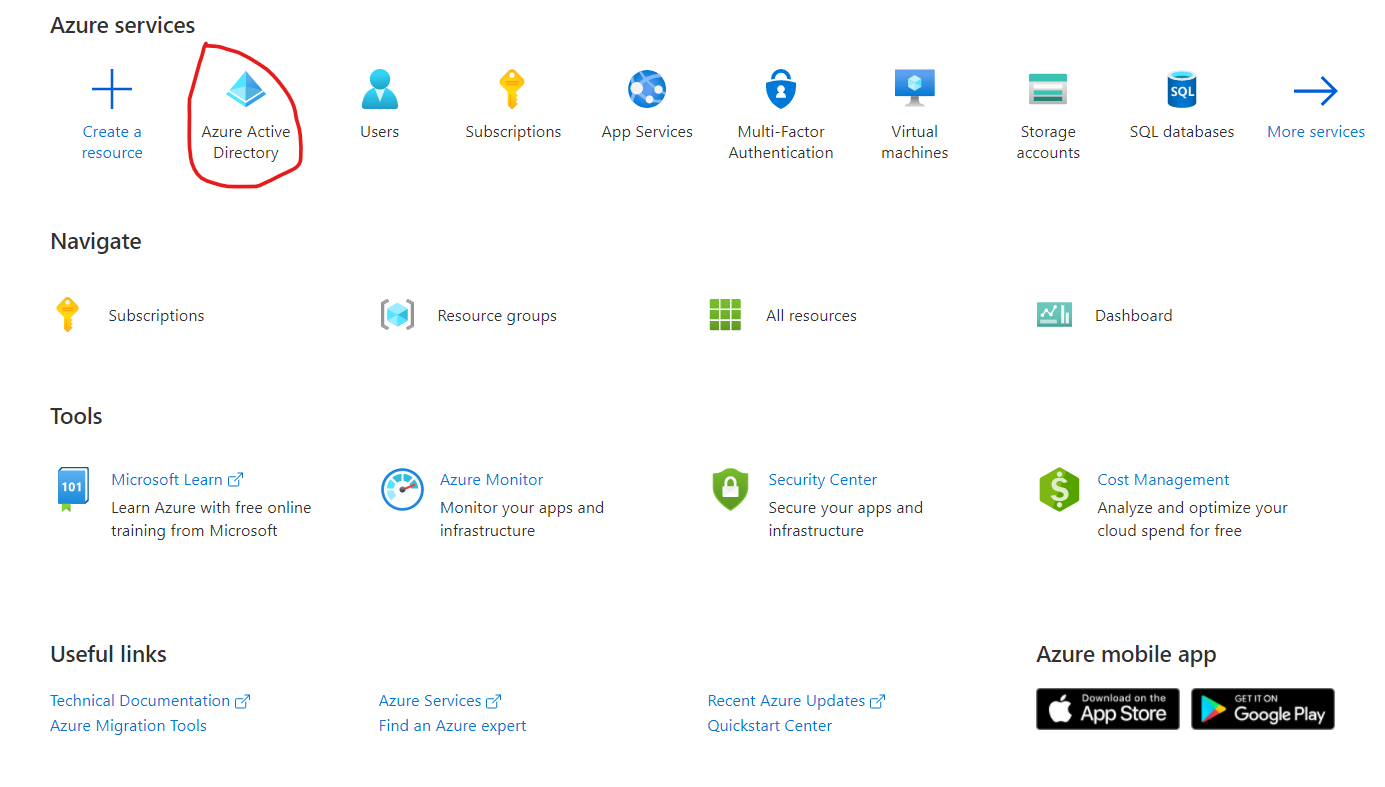 Azure services
Create a
resource
Azure Active
Directory
Users
Subscriptions
App Services
Multi-Factor
Authentication
Virtual
machines
Storage
accounts
SQL
SQL databases
More services
Navigate
Subscriptions
Resource groups
All resources
Dashboard
Tools
101
Microsoft Learn
Learn Azure with free online
training from Microsoft
Azure Monitor
Monitor your apps and
infrastructure
Security Center
Secure your apps and
infrastructure
$
Cost Management
Analyze and optimize your
cloud spend for free
Useful links
Technical Documentation
Azure Migration Tools
Azure Services
Find an Azure expert
Recent Azure Updates
Quickstart Center
Azure mobile app
Download on the
App Store
GET IT ON
Google Play